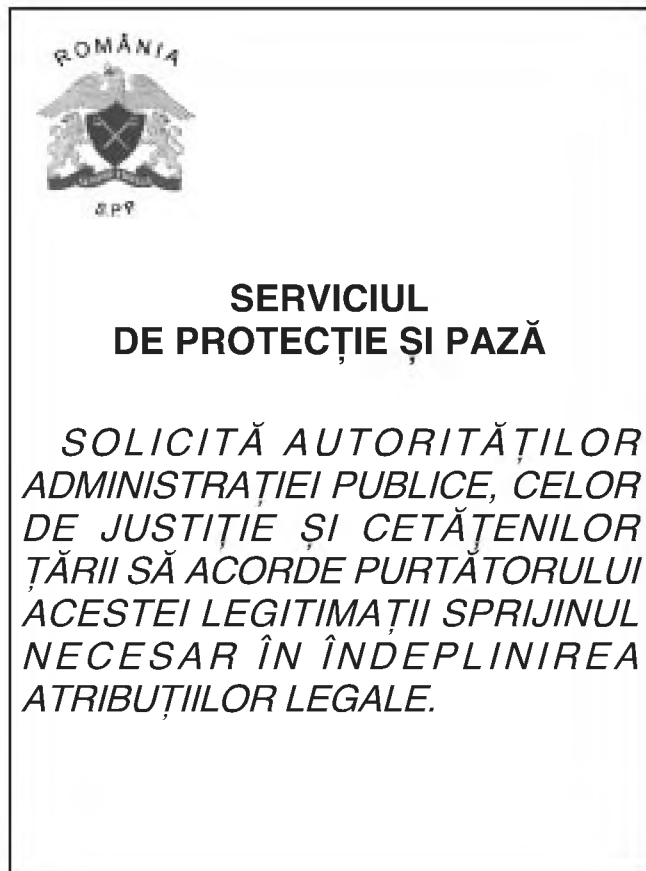 ROMÂNIA
S.P.P.
SERVICIUL
DE PROTECȚIE ȘI PAZĂ
SOLICITĂ AUTORITĂȚILOR
ADMINISTRAȚIEI PUBLICE, CELOR
DE JUSTIȚIE ȘI CETĂȚENILOR
ȚĂRII SĂ ACORDE PURTĂTORULUI
ACESTEI LEGITIMAȚII SPRIJINUL
NECESAR ÎN ÎNDEPLINIREA
ATRIBUȚIILOR LEGALE.